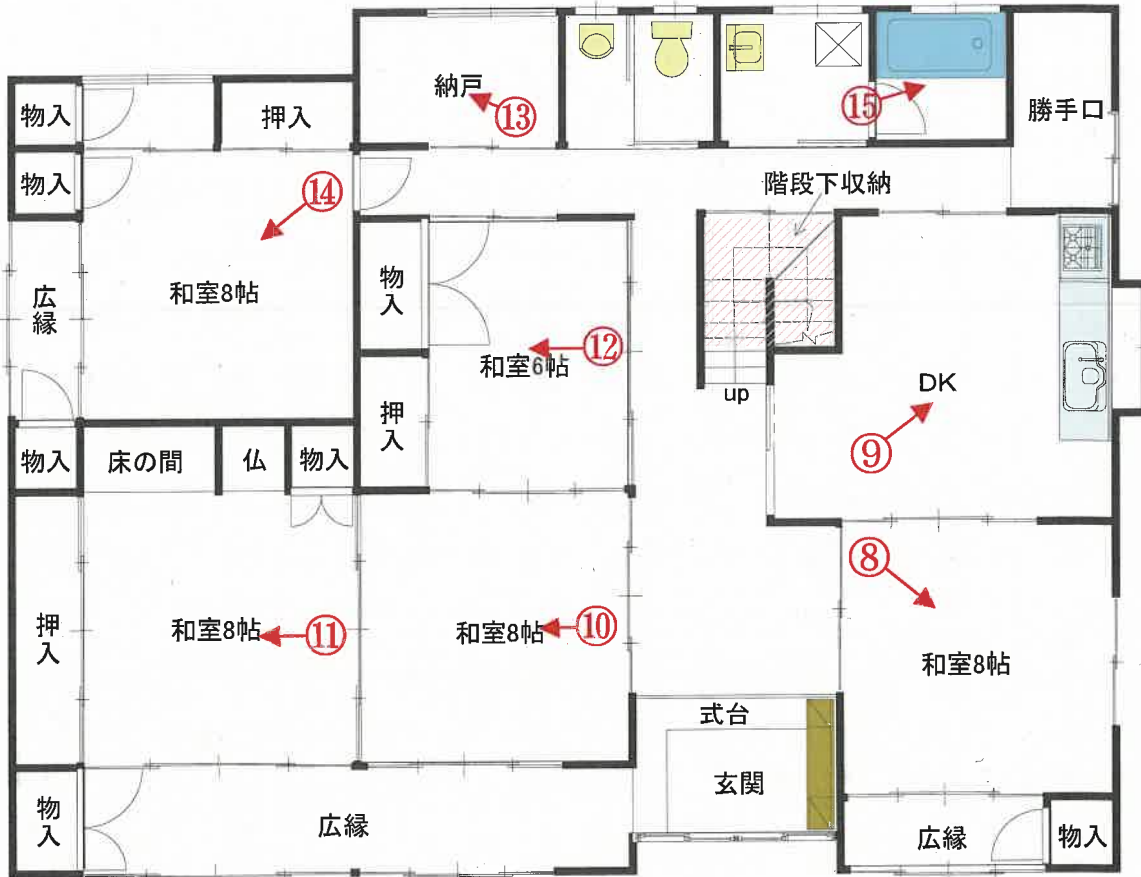 納戸
⑬
⑮
勝手口
物入
押入
物入
⑭
階段下収納
和室8帖
広縁
物入
⑫
和室6帖
押入
up
DK
⑨
物入
床の間
仏
物入
⑧
押入
和室8帖
⑪
和室8帖
⑩
和室8帖
式台
玄関
物入
広縁
広縁
物入